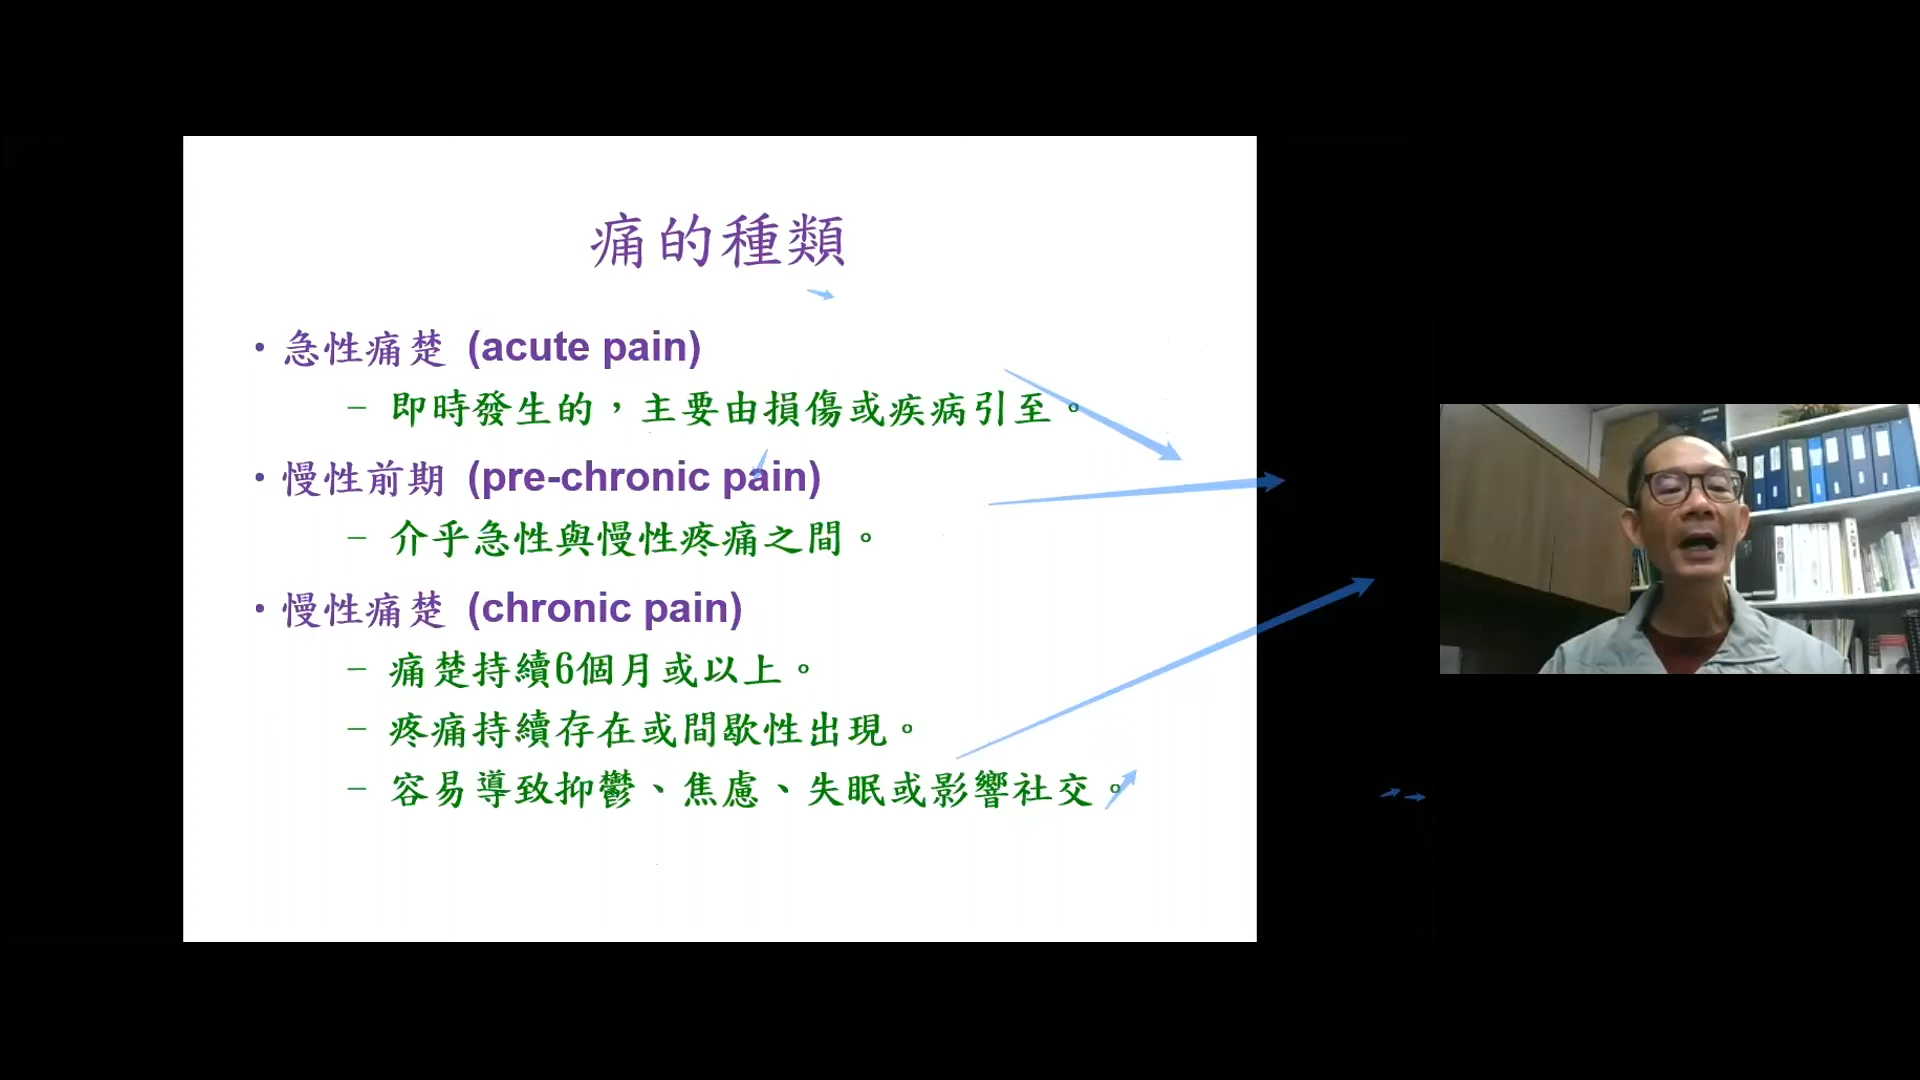 痛的種類
• 急性痛楚 (acute pain)
– 即時發生的，主要由損傷或疾病引至。
• 慢性前期 (pre-chronic pain)
– 介乎急性與慢性疼痛之間。
• 慢性痛楚 (chronic pain)
– 痛楚持續6個月或以上。
– 疼痛持續存在或間歇性出現。
– 容易導致抑鬱、焦慮、失眠或影響社交。